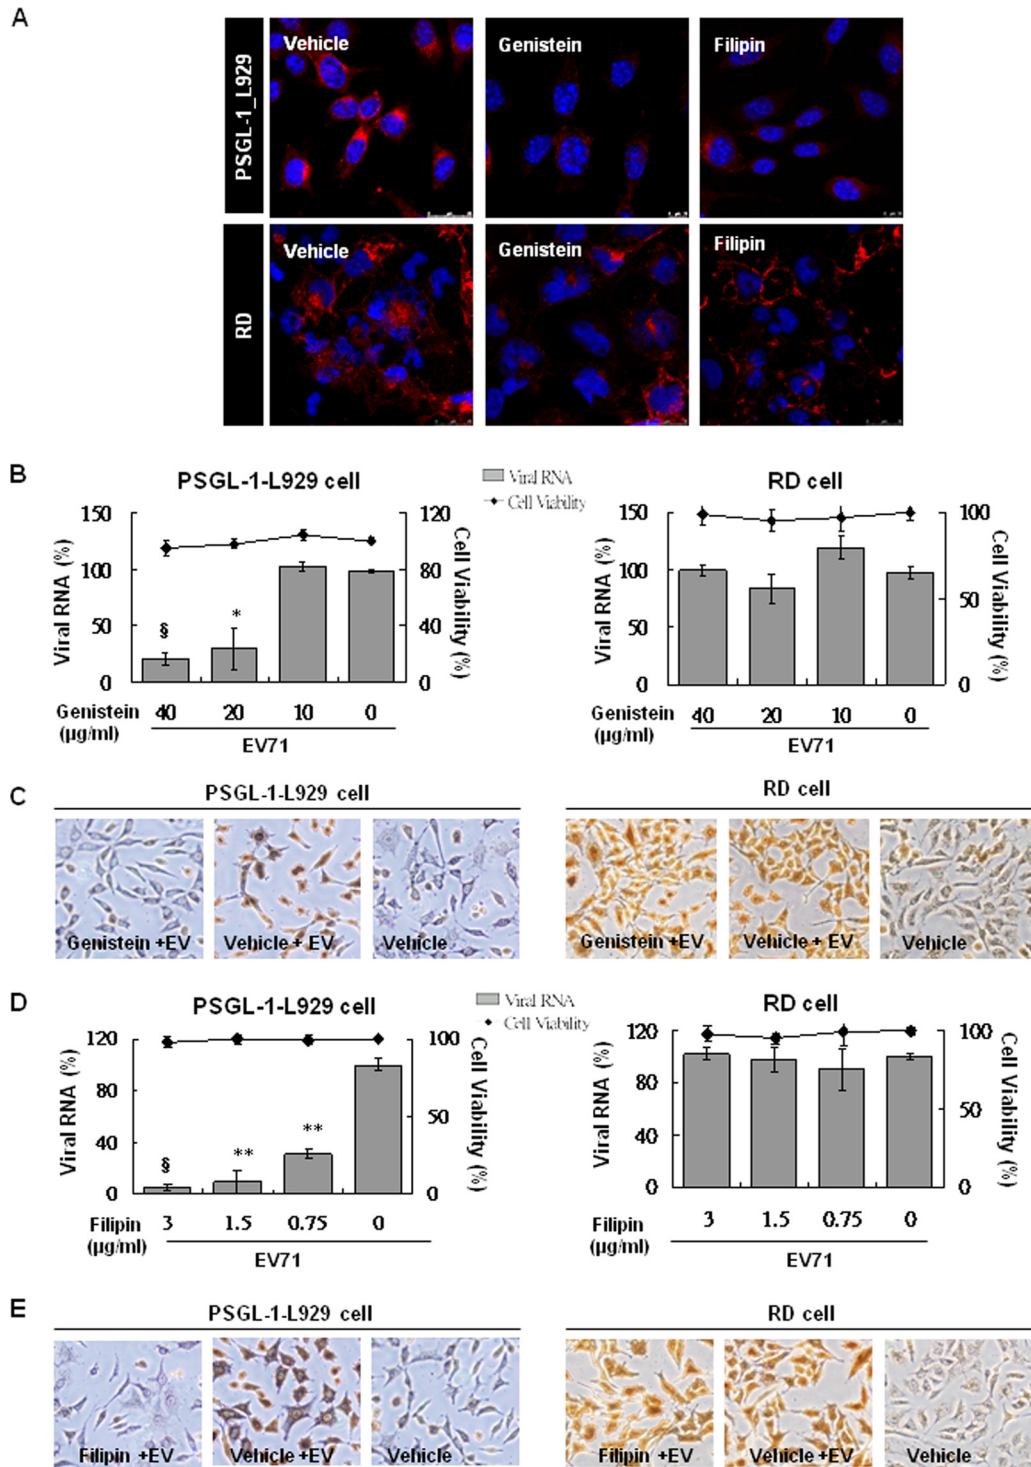 A
PSGL-1_L929
Vehicle
Genistein
Filipin
RD
Vehicle
Genistein
Filipin
B
PSGL-1-L929 cell
Viral RNA
Cell Viability
RD cell
150
100
50
0
Viral RNA (%)
120
80
40
0
Cell Viability (%)
§
*
Genistein (µg/ml)
40 20 10 0
EV71
150
100
50
0
Viral RNA (%)
100
50
0
Cell Viability (%)
Genistein (µg/ml)
40 20 10 0
EV71
C
PSGL-1-L929 cell
RD cell
Genistein +EV
Vehicle + EV
Vehicle
Genistein +EV
Vehicle + EV
Vehicle
D
PSGL-1-L929 cell
Viral RNA
Cell Viability
RD cell
120
80
40
0
Viral RNA (%)
100
50
0
Cell Viability (%)
§
**
**
Filipin (µg/ml)
3 1.5 0.75 0
EV71
120
80
40
0
Viral RNA (%)
100
50
0
Cell Viability (%)
Filipin (µg/ml)
3 1.5 0.75 0
EV71
E
PSGL-1-L929 cell
RD cell
Filipin +EV
Vehicle +EV
Vehicle
Filipin +EV
Vehicle +EV
Vehicle